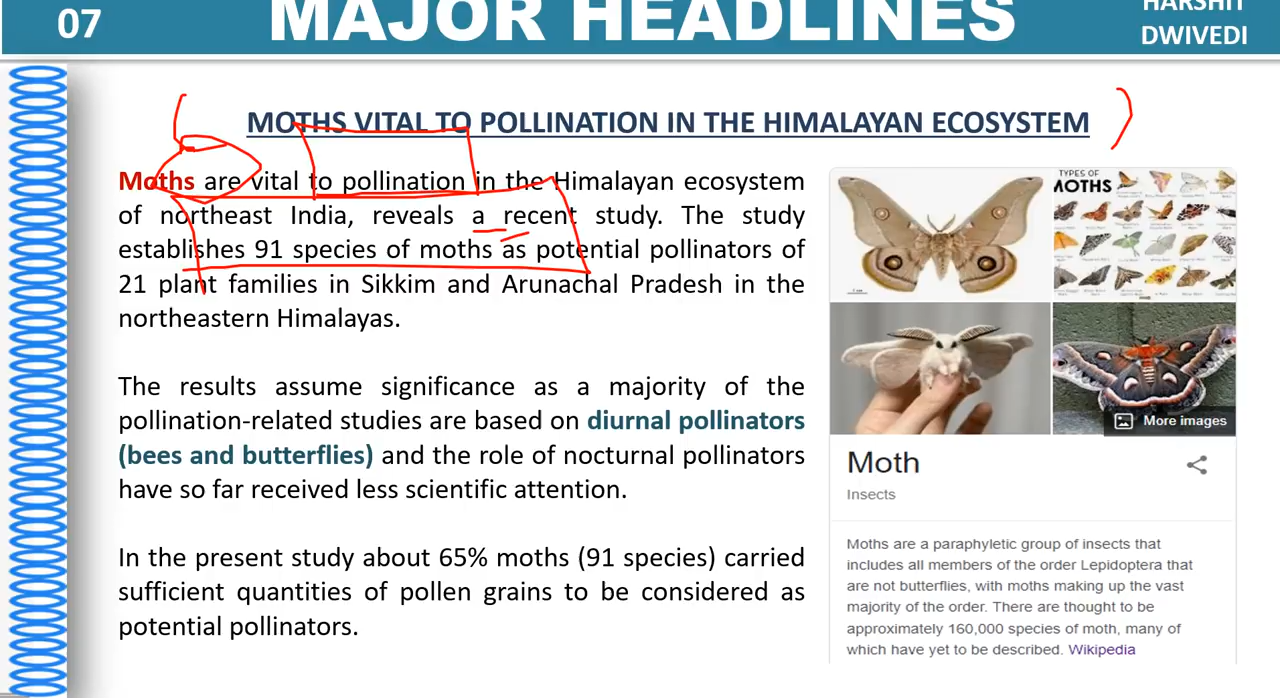 07
MAJOR HEADLINES
HARSHIT
DWIVEDI
MOTHS VITAL TO POLLINATION IN THE HIMALAYAN ECOSYSTEM
Moths are vital to pollination in the Himalayan ecosystem
of northeast India, reveals a recent study. The study
establishes 91 species of moths as potential pollinators of
21 plant families in Sikkim and Arunachal Pradesh in the
northeastern Himalayas.
The results assume significance as a majority of the
pollination-related studies are based on diurnal pollinators
(bees and butterflies) and the role of nocturnal pollinators
have so far received less scientific attention.
In the present study about 65% moths (91 species) carried
sufficient quantities of pollen grains to be considered as
potential pollinators.
TYPES OF
MOTHS
More images
Moth
Insects
Moths are a paraphyletic group of insects that
includes all members of the order Lepidoptera that
are not butterflies, with moths making up the vast
majority of the order. There are thought to be
approximately 160,000 species of moth, many of
which have yet to be described. Wikipedia